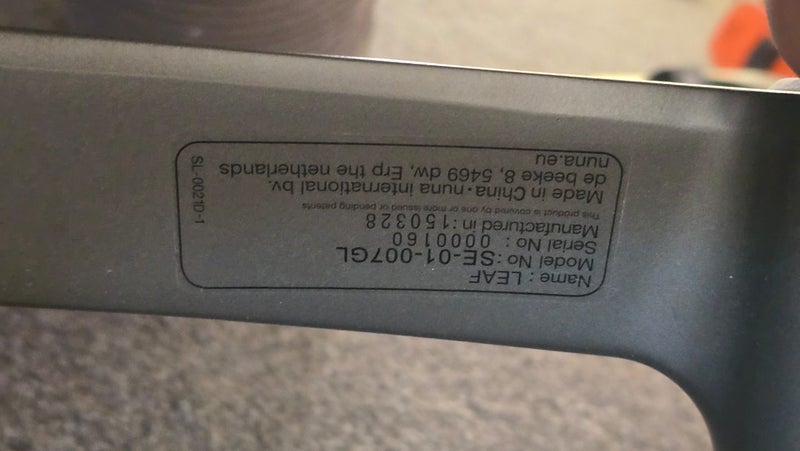 Name : LEAF
Model No : SE-01-007GL
Serial No : 0000160
Manufactured in : 150328
This product is covered by one or more issued or pending patents
Made in China · nuna international bv.
de beeke 8, 5469 dw, Erp the netherlands
nuna.eu
SL-0021D-1